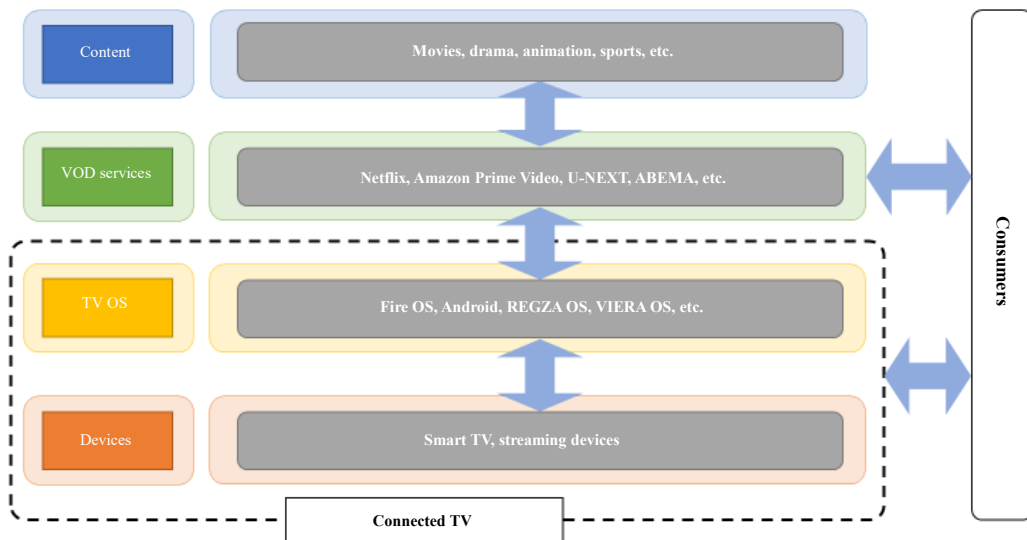 Content
Movies, drama, animation, sports, etc.
VOD services
Netflix, Amazon Prime Video, U-NEXT, ABEMA, etc.
TV OS
Fire OS, Android, REGZA OS, VIERA OS, etc.
Devices
Smart TV, streaming devices
Connected TV
Consumers